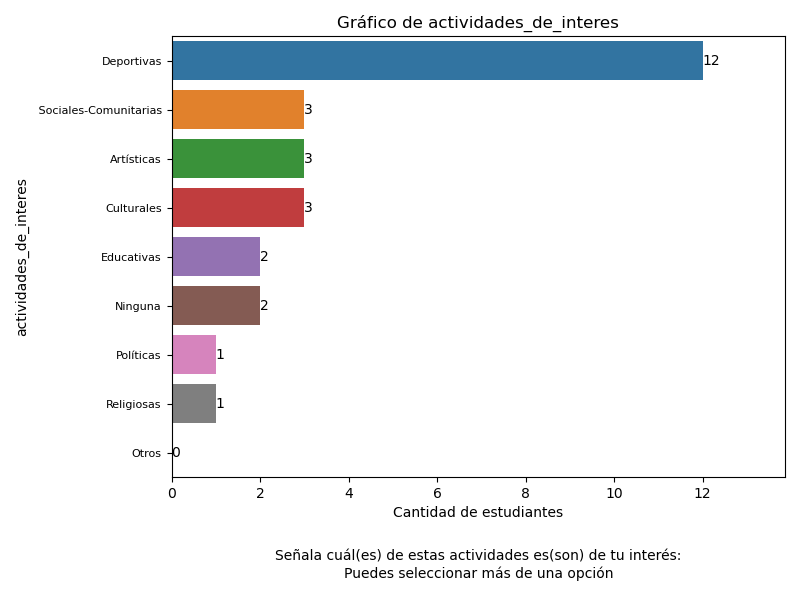 Gráfico de actividades_de_interes
Deportivas
12
Sociales-Comunitarias
3
Artísticas
3
Culturales
3
Educativas
2
Ninguna
2
Políticas
1
Religiosas
1
Otros
0
actividades_de_interes
0 2 4 6 8 10 12
Cantidad de estudiantes
Señala cuál(es) de estas actividades es(son) de tu interés:
Puedes seleccionar más de una opción